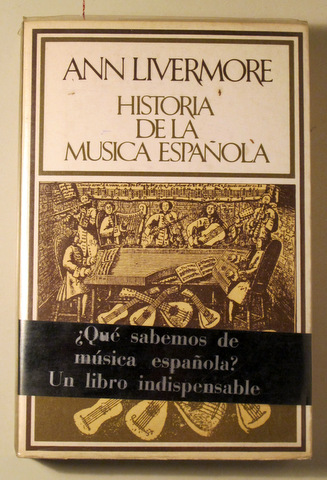 ANN LIVERMORE
HISTORIA
DE LA
MUSICA ESPAÑOLA
¿Qué sabemos de
música española?
Un libro indispensable